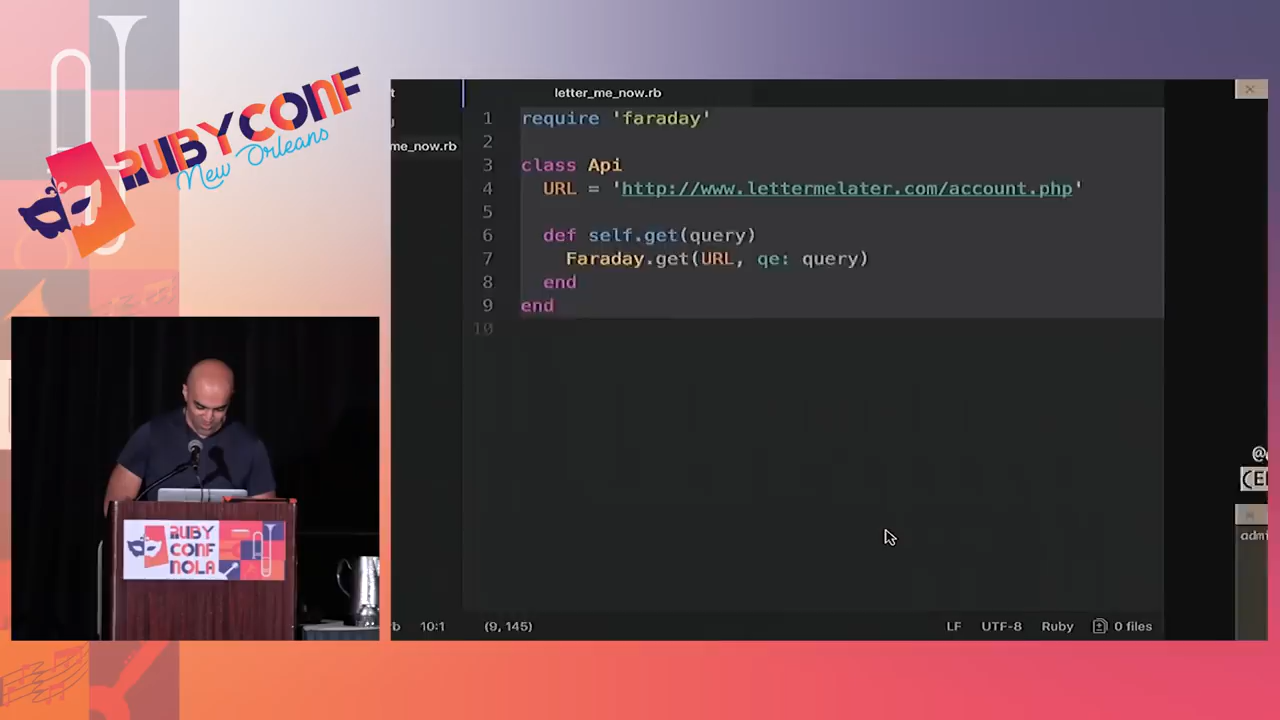 RUBYCONF
New Orleans
RUBY
CONF
NOLA
letter_me_now.rb
me_now.rb
1 require 'faraday'
2
3 class Api
4 URL = 'http://www.lettermelater.com/account.php'
5
6 def self.get(query)
7 Faraday.get(URL, qe: query)
8 end
9 end
10
10:1 (9, 145) LF UTF-8 Ruby 0 files